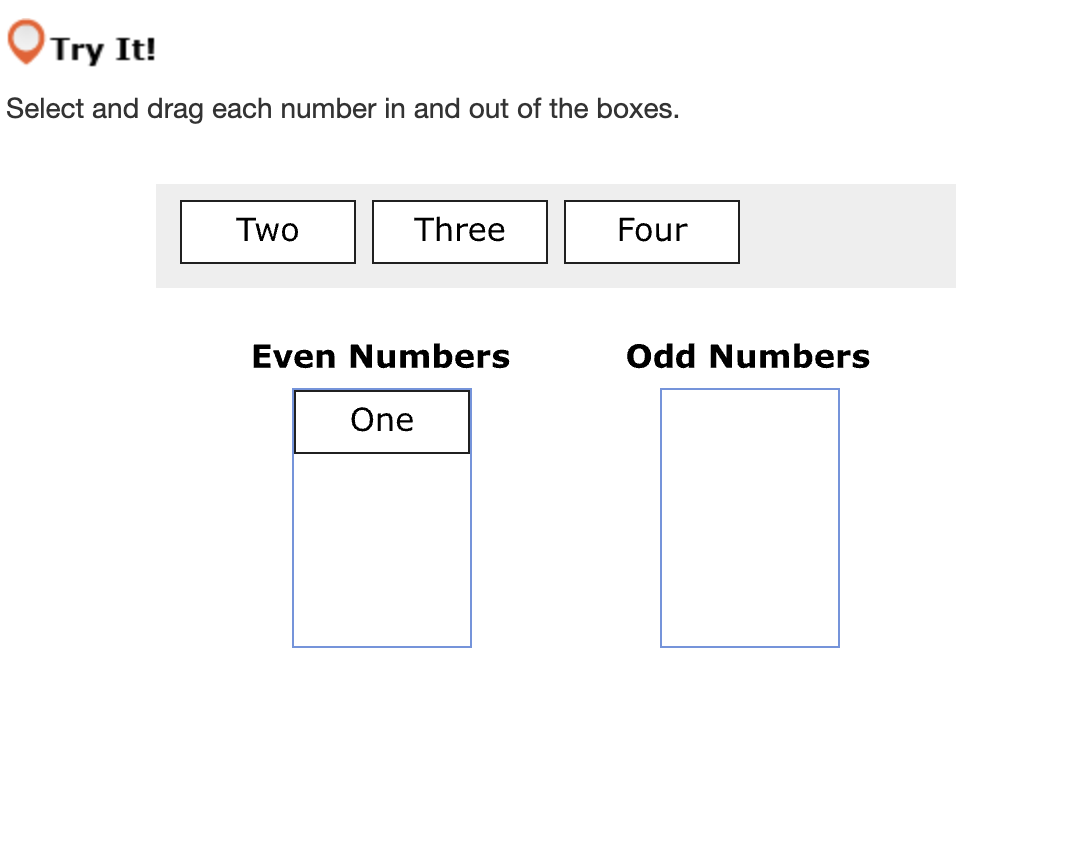 Try It!
Select and drag each number in and out of the boxes.
Two Three Four
Even Numbers Odd Numbers
One